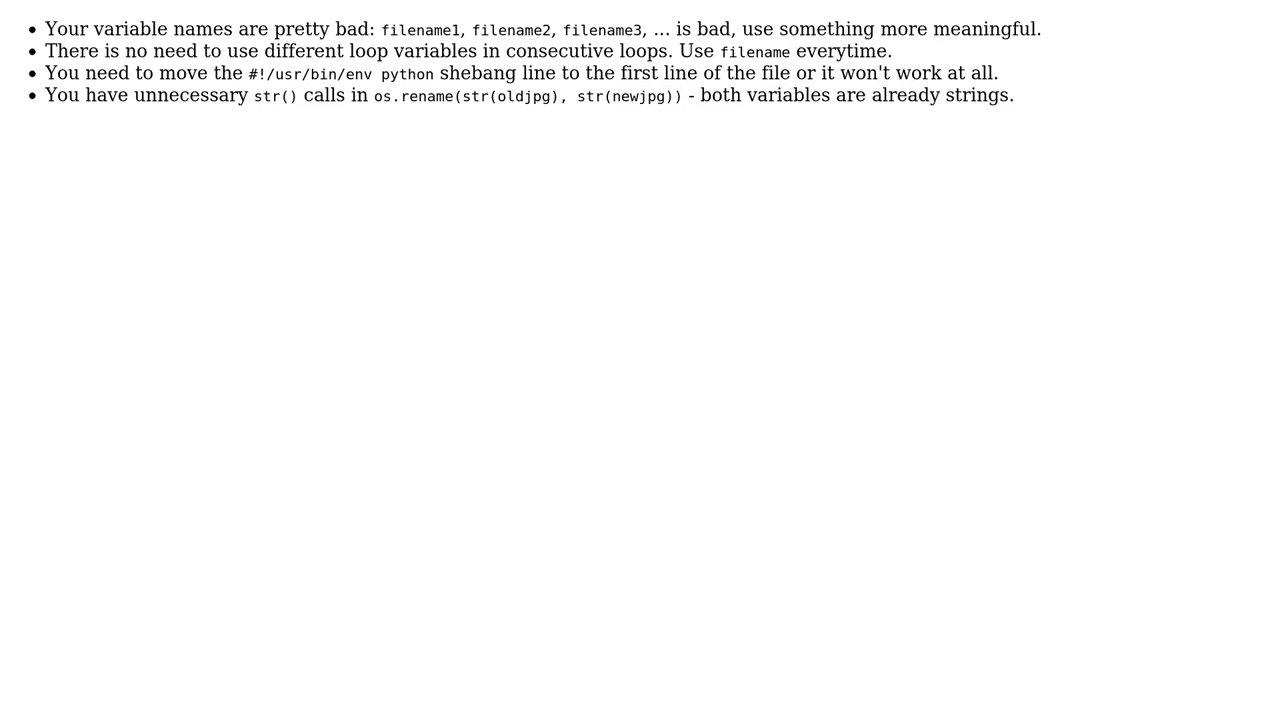 • Your variable names are pretty bad: filename1, filename2, filename3, ... is bad, use something more meaningful.
• There is no need to use different loop variables in consecutive loops. Use filename everytime.
• You need to move the #!/usr/bin/env python shebang line to the first line of the file or it won't work at all.
• You have unnecessary str() calls in os.rename(str(oldjpg), str(newjpg)) - both variables are already strings.